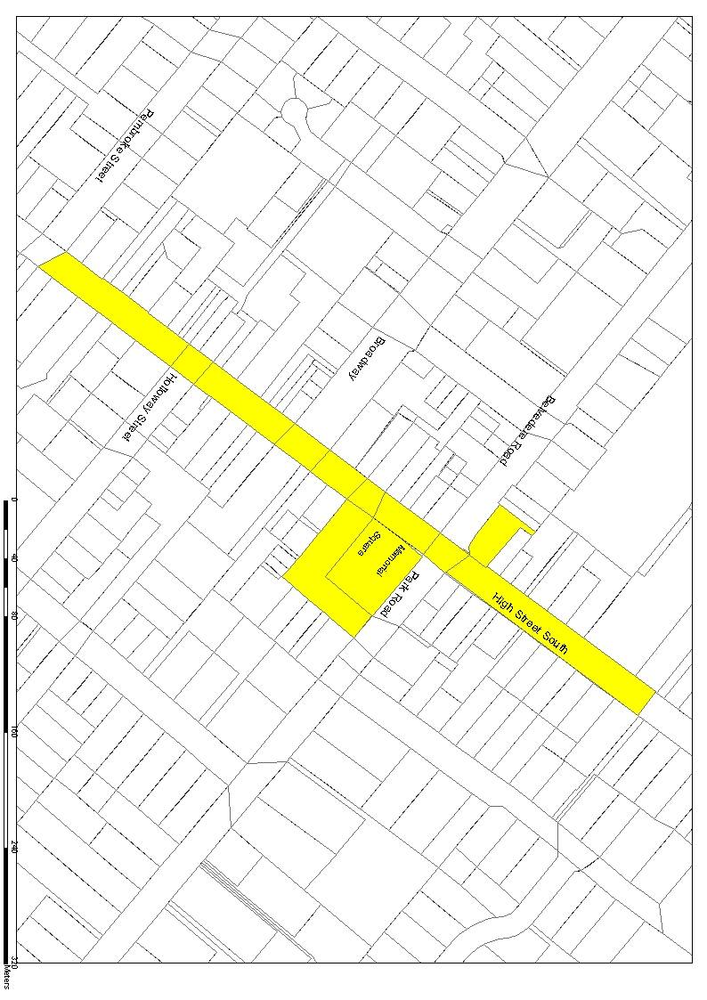 Pembroke Street
Broadway
Holloway Street
Belvedere Road
Memorial
Square
Park Road
High Street South
0
40
80
160
240
320
Meters